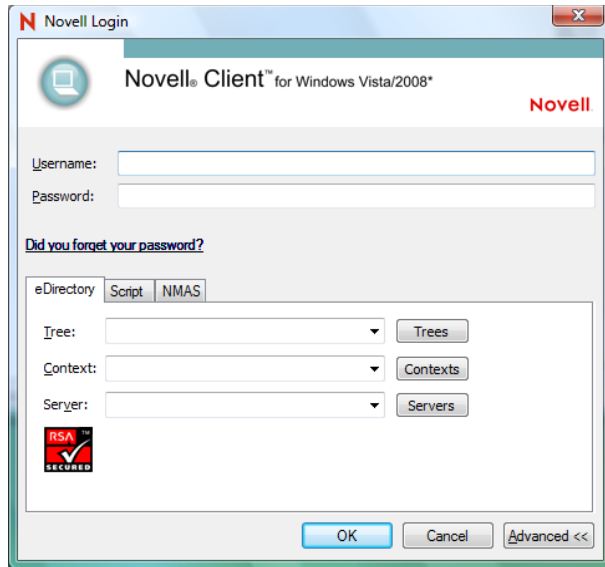 N Novell Login
Novell® Client™ for Windows Vista/2008*
Novell.
Username:
Password:
Did you forget your password?
eDirectory Script NMAS
Tree: Trees
Context: Contexts
Server: Servers
RSA ™
SECURED
OK Cancel Advanced <<